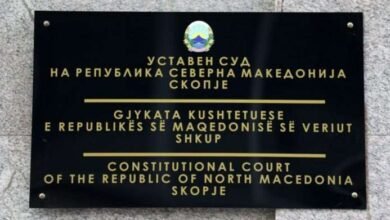 УСТАВЕН СУД
НА РЕПУБЛИКА СЕВЕРНА МАКЕДОНИЈА
СКОПЈЕ
GJYKATA KUSHTETUESE
E REPUBLIKËS SË MAQEDONISË SË VERIUT
SHKUP
CONSTITUTIONAL COURT
OF THE REPUBLIC OF NORTH MACEDONIA
SKOPJE